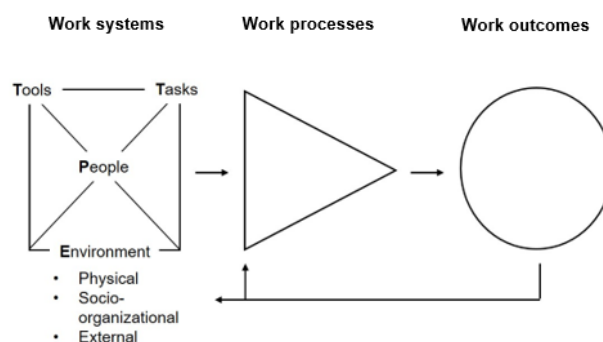 Work systems
Work processes
Work outcomes
Tools
Tasks
People
Environment
• Physical
• Socio-
organizational
• External